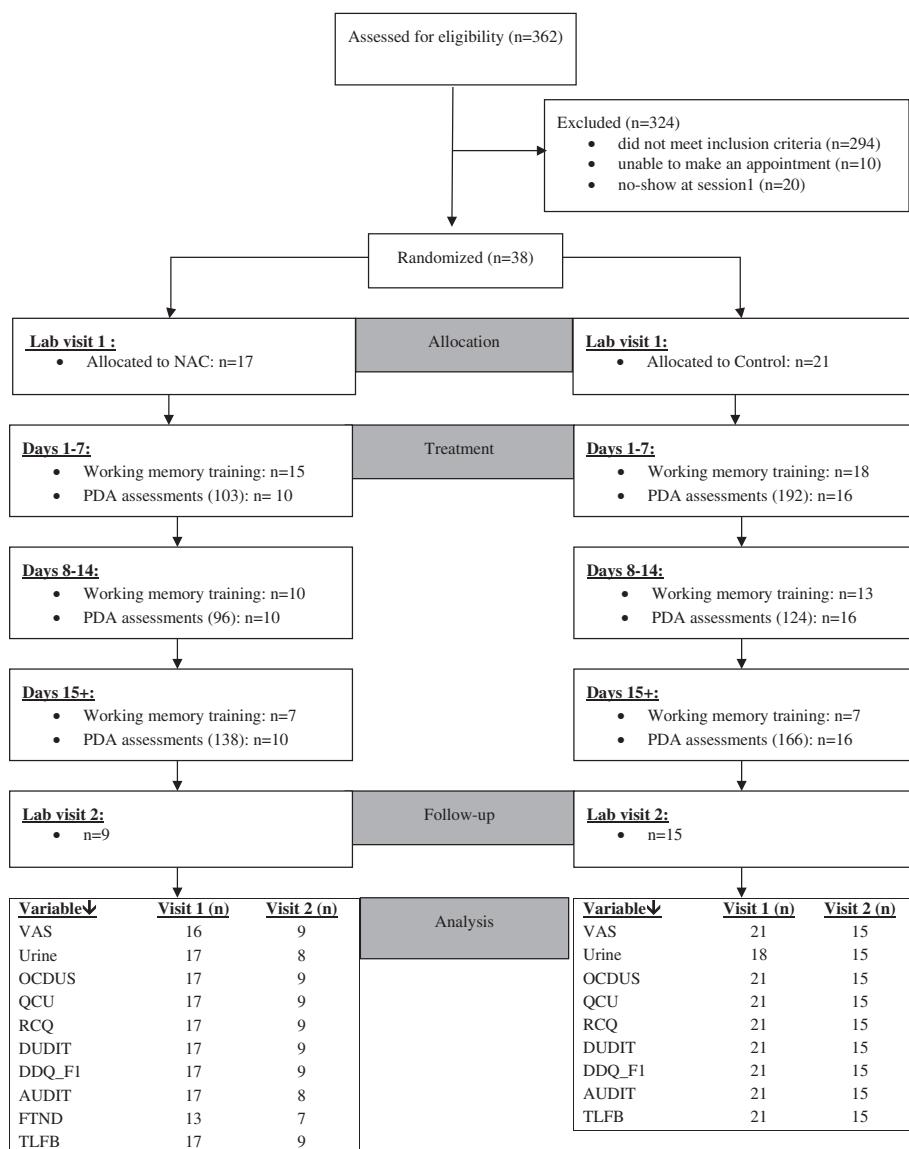 Assessed for eligibility (n=362)
Excluded (n=324)
• did not meet inclusion criteria (n=294)
• unable to make an appointment (n=10)
• no-show at session1 (n=20)
Randomized (n=38)
Lab visit 1 :
• Allocated to NAC: n=17
Allocation
Lab visit 1:
• Allocated to Control: n=21
Days 1-7:
• Working memory training: n=15
• PDA assessments (103): n= 10
Treatment
Days 1-7:
• Working memory training: n=18
• PDA assessments (192): n=16
Days 8-14:
• Working memory training: n=10
• PDA assessments (96): n=10
Days 8-14:
• Working memory training: n=13
• PDA assessments (124): n=16
Days 15+:
• Working memory training: n=7
• PDA assessments (138): n=10
Days 15+:
• Working memory training: n=7
• PDA assessments (166): n=16
Lab visit 2:
• n=9
Follow-up
Lab visit 2:
• n=15
Variable↓ Visit 1 (n) Visit 2 (n)
VAS 16 9
Urine 17 8
OCDUS 17 9
QCU 17 9
RCQ 17 9
DUDIT 17 9
DDQ_F1 17 9
AUDIT 17 8
FTND 13 7
TLFB 17 9
Analysis
Variable↓ Visit 1 (n) Visit 2 (n)
VAS 21 15
Urine 18 15
OCDUS 21 15
QCU 21 15
RCQ 21 15
DUDIT 21 15
DDQ_F1 21 15
AUDIT 21 15
TLFB 21 15